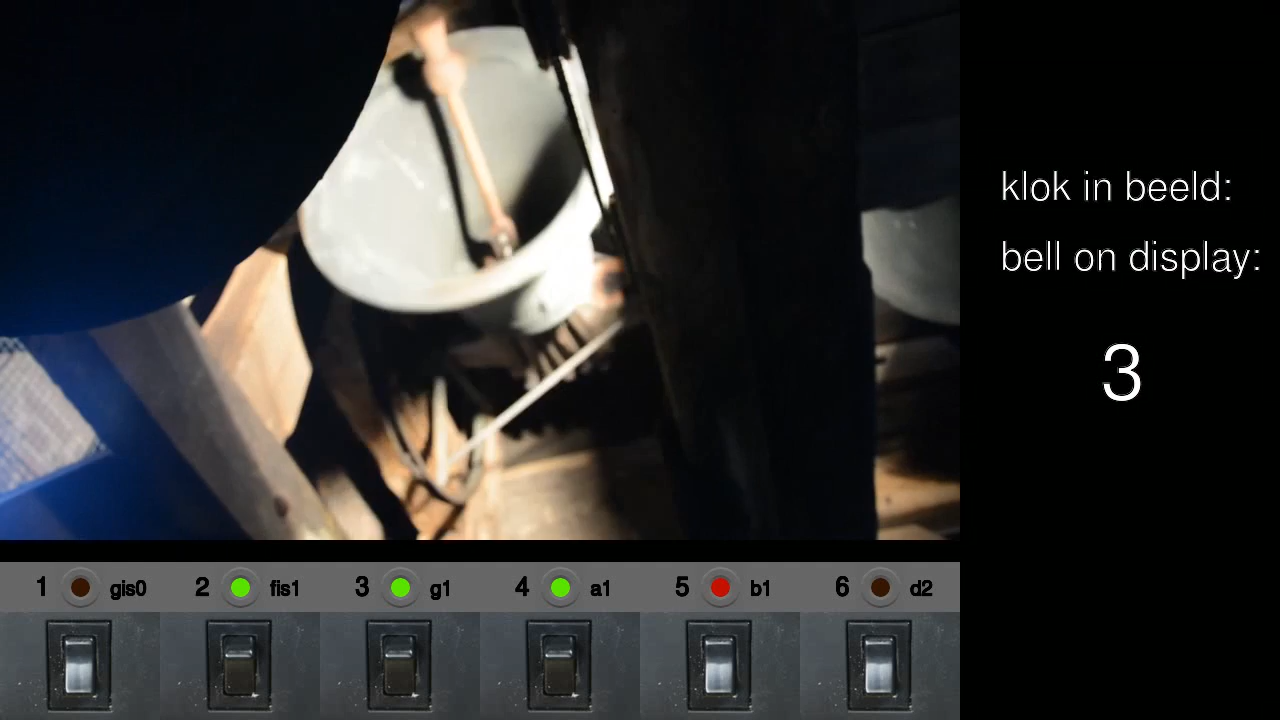 klok in beeld:
bell on display:
3
1 gis0 2 fis1 3 g1 4 a1 5 b1 6 d2